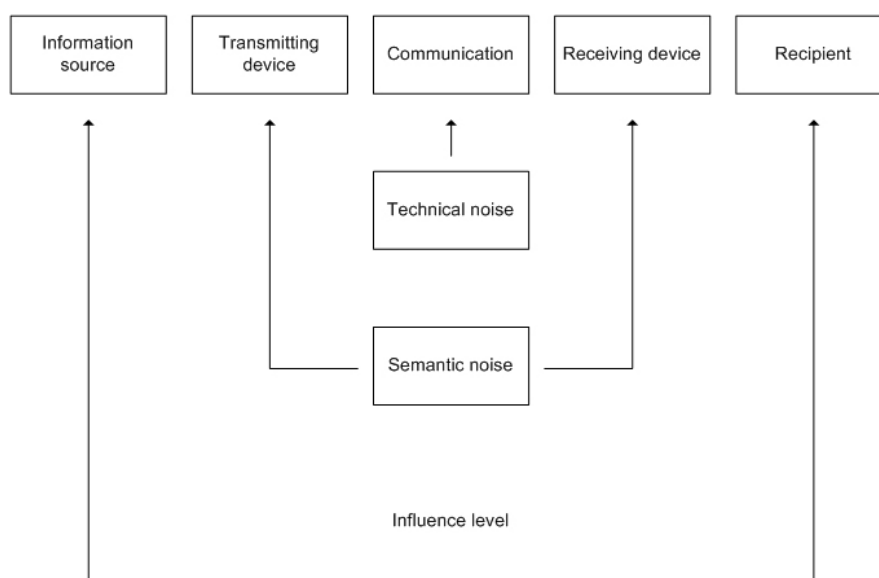 Information
source
Transmitting
device
Communication
Receiving device
Recipient
Technical noise
Semantic noise
Influence level